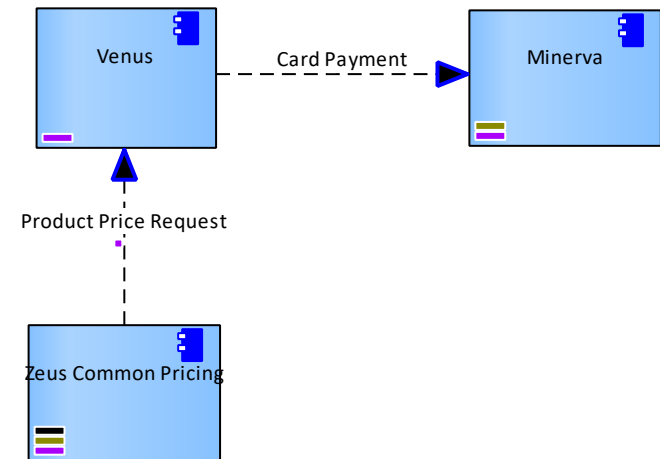 Venus
Card Payment
Minerva
Product Price Request
Zeus Common Pricing